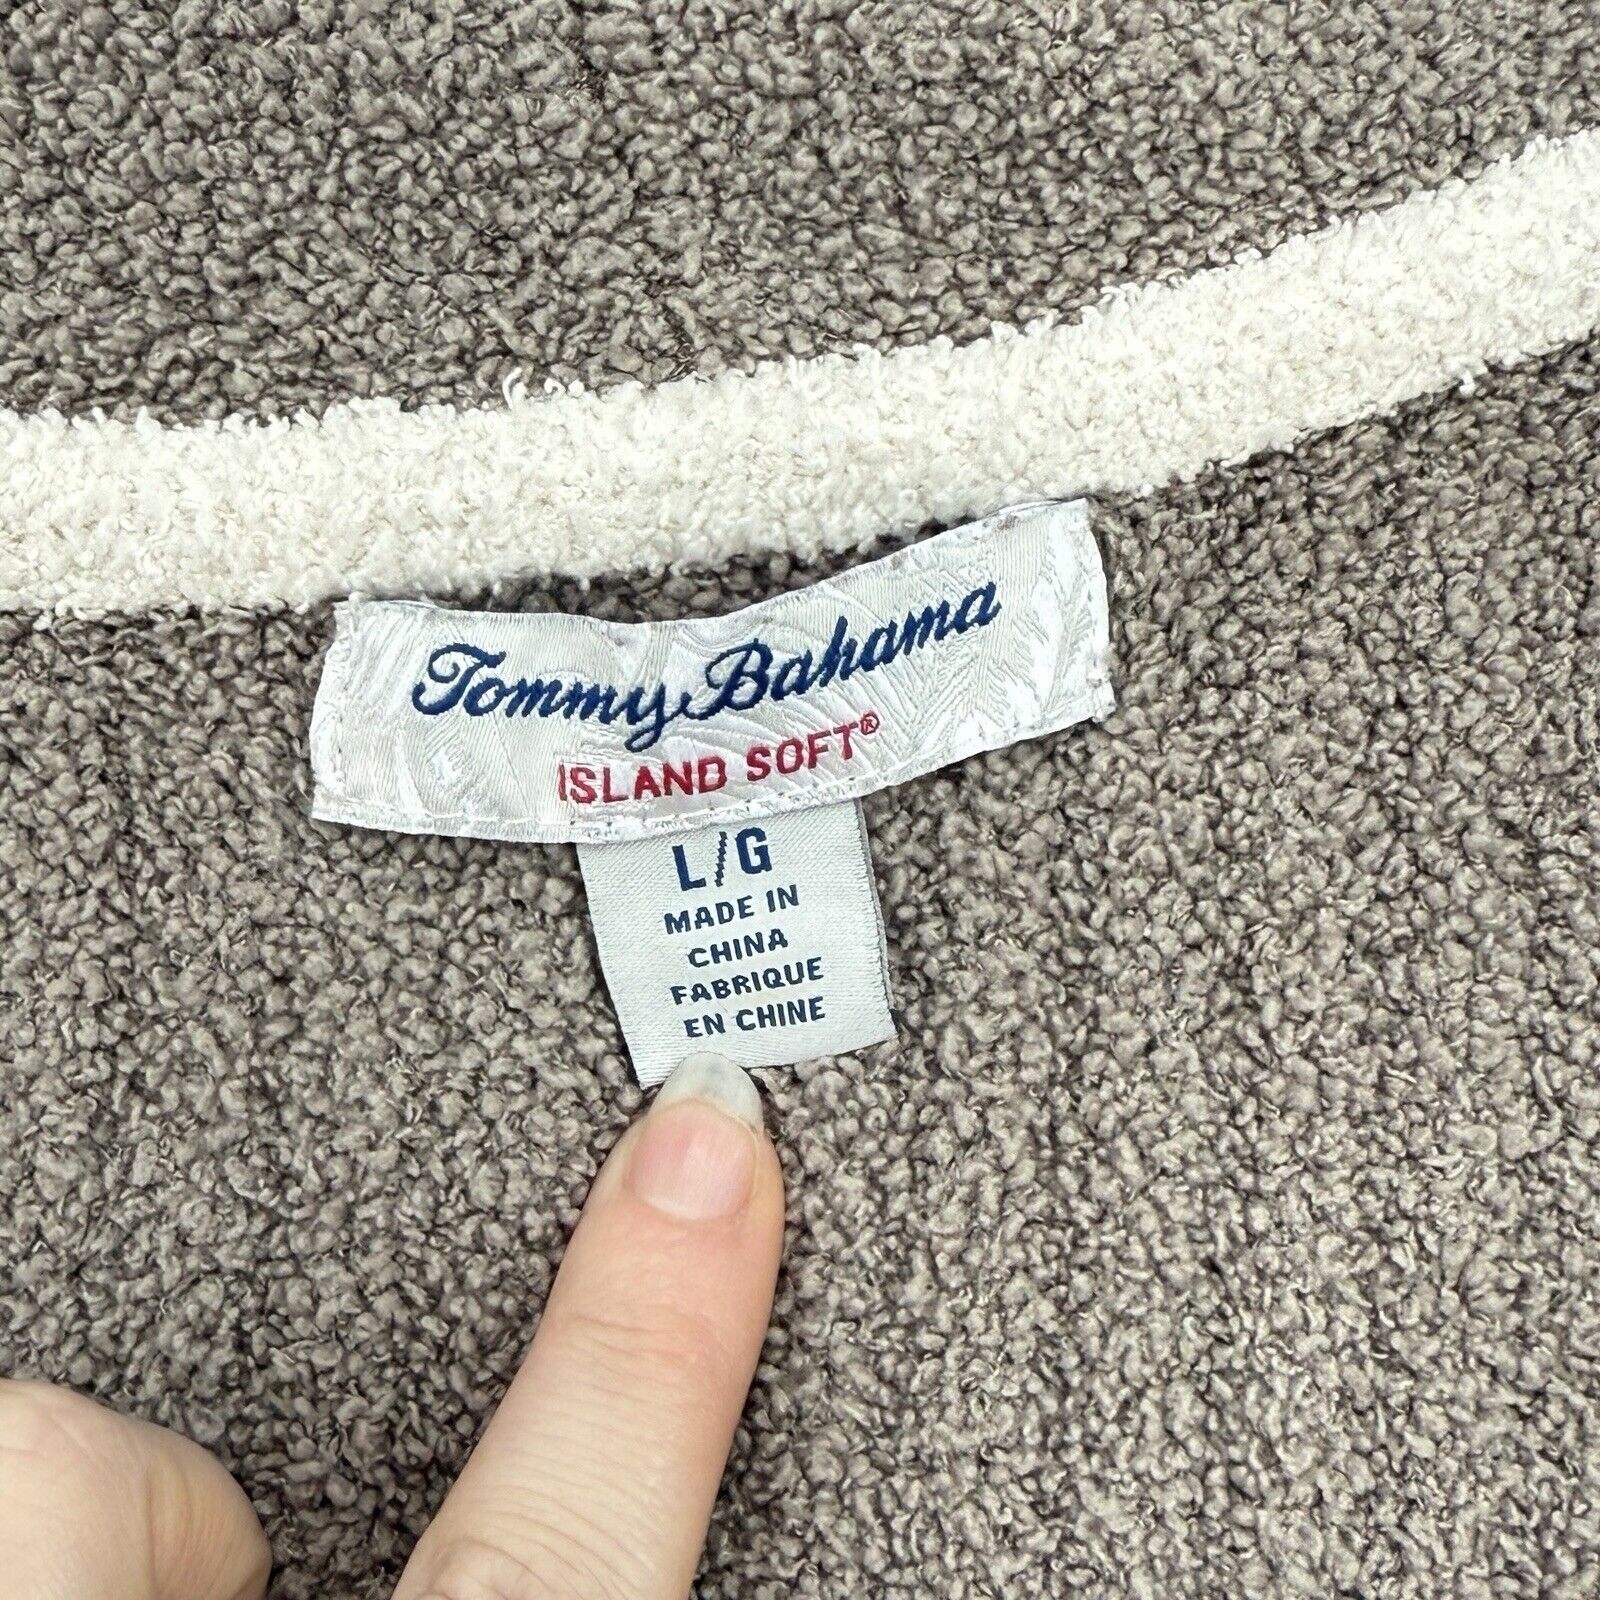 Tommy Bahama
ISLAND SOFT®
L/G
MADE IN
CHINA
FABRIQUE
EN CHINE